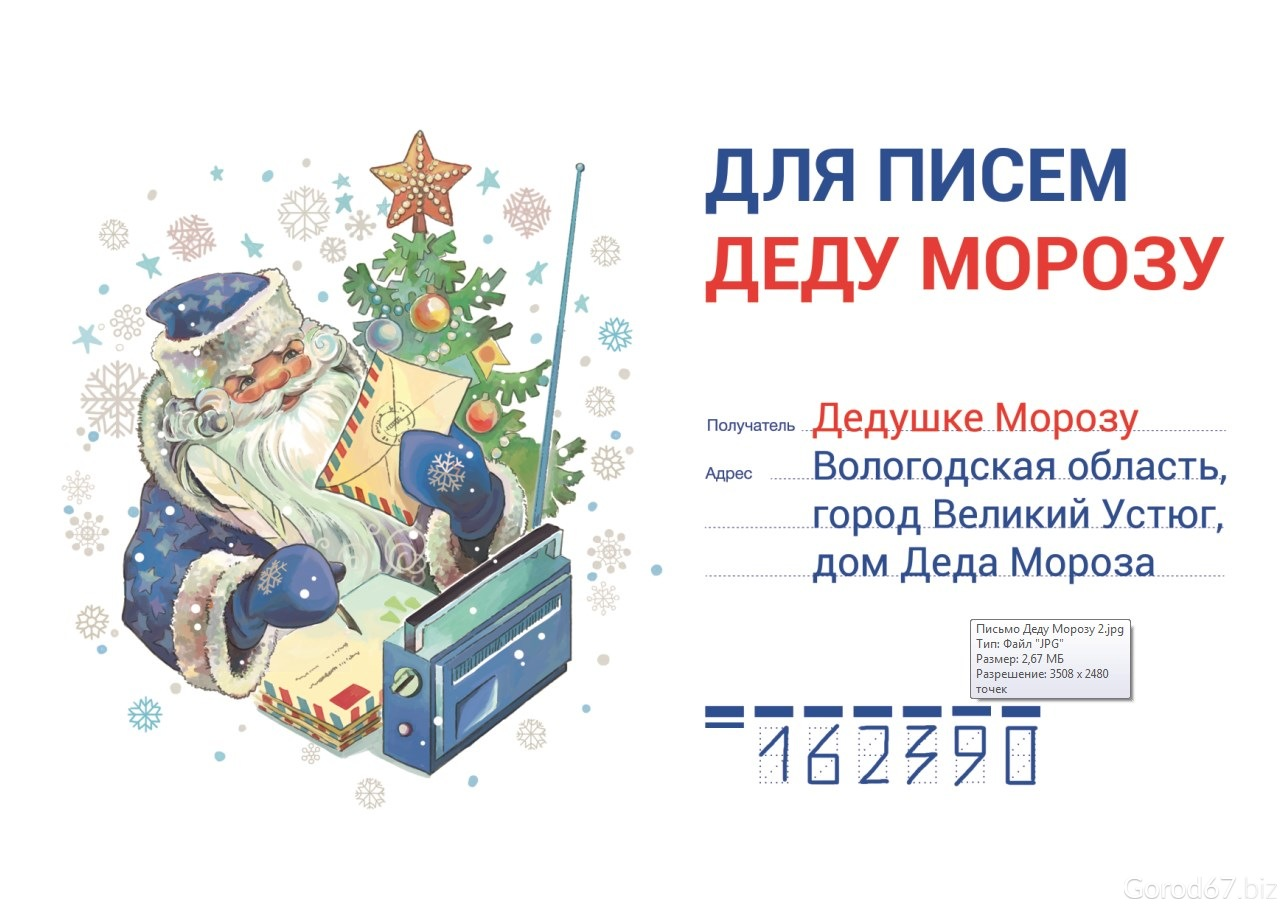 ДЛЯ ПИСЕМ
ДЕДУ МОРОЗУ
Получатель Дедушке Морозу
Адрес Вологодская область,
город Великий Устюг,
дом Деда Мороза
Письмо Деду Морозу 2.jpg
Тип: Файл "JPG"
Размер: 2,67 МБ
Разрешение: 3508 x 2480
точек
162390
Gorod67.biz